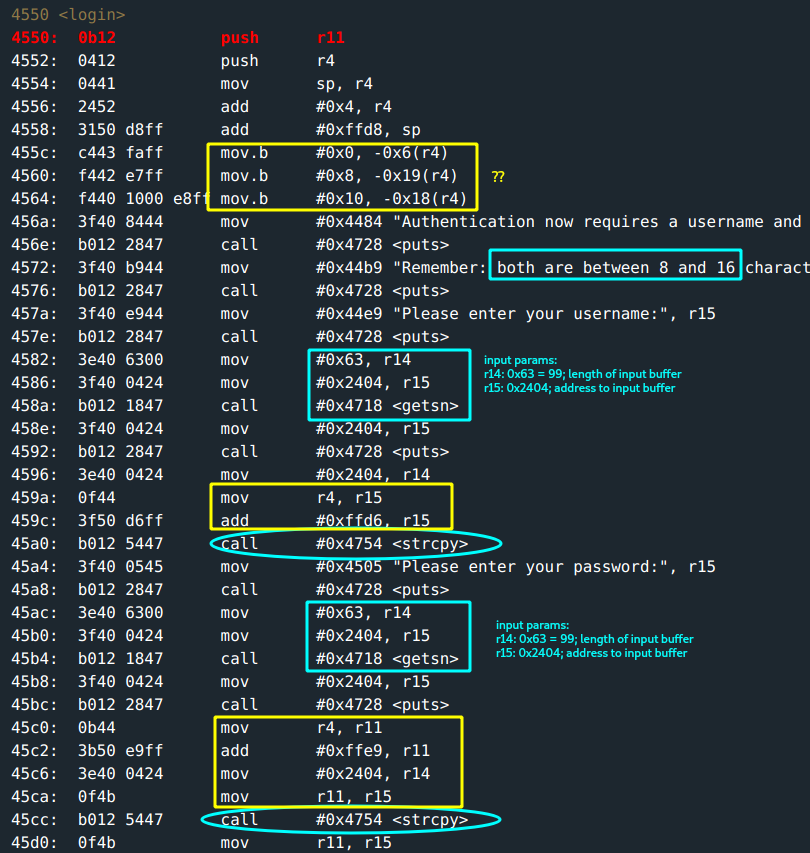 4550 <login>
4550: 0b12 push r11
4552: 0412 push r4
4554: 0441 mov sp, r4
4556: 2452 add #0x4, r4
4558: 3150 d8ff add #0xffd8, sp
455c: c443 faff mov.b #0x0, -0x6(r4)
4560: f442 e7ff mov.b #0x8, -0x19(r4) ??
4564: f440 1000 e8ff mov.b #0x10, -0x18(r4)
456a: 3f40 8444 mov #0x4484 "Authentication now requires a username and
456e: b012 2847 call #0x4728 <puts>
4572: 3f40 b944 mov #0x44b9 "Remember: both are between 8 and 16 charact
4576: b012 2847 call #0x4728 <puts>
457a: 3f40 e944 mov #0x44e9 "Please enter your username:", r15
457e: b012 2847 call #0x4728 <puts>
4582: 3e40 6300 mov #0x63, r14
input params:
r14: 0x63 = 99; length of input buffer
4586: 3f40 0424 mov #0x2404, r15
r15: 0x2404; address to input buffer
458a: b012 1847 call #0x4718 <getsn>
458e: 3f40 0424 mov #0x2404, r15
4592: b012 2847 call #0x4728 <puts>
4596: 3e40 0424 mov #0x2404, r14
459a: 0f44 mov r4, r15
459c: 3f50 d6ff add #0xffd6, r15
45a0: b012 5447 call #0x4754 <strcpy>
45a4: 3f40 0545 mov #0x4505 "Please enter your password:", r15
45a8: b012 2847 call #0x4728 <puts>
45ac: 3e40 6300 mov #0x63, r14
input params:
45b0: 3f40 0424 mov #0x2404, r15
r14: 0x63 = 99; length of input buffer
r15: 0x2404; address to input buffer
45b4: b012 1847 call #0x4718 <getsn>
45b8: 3f40 0424 mov #0x2404, r15
45bc: b012 2847 call #0x4728 <puts>
45c0: 0b44 mov r4, r11
45c2: 3b50 e9ff add #0xffe9, r11
45c6: 3e40 0424 mov #0x2404, r14
45ca: 0f4b mov r11, r15
45cc: b012 5447 call #0x4754 <strcpy>
45d0: 0f4b mov r11, r15